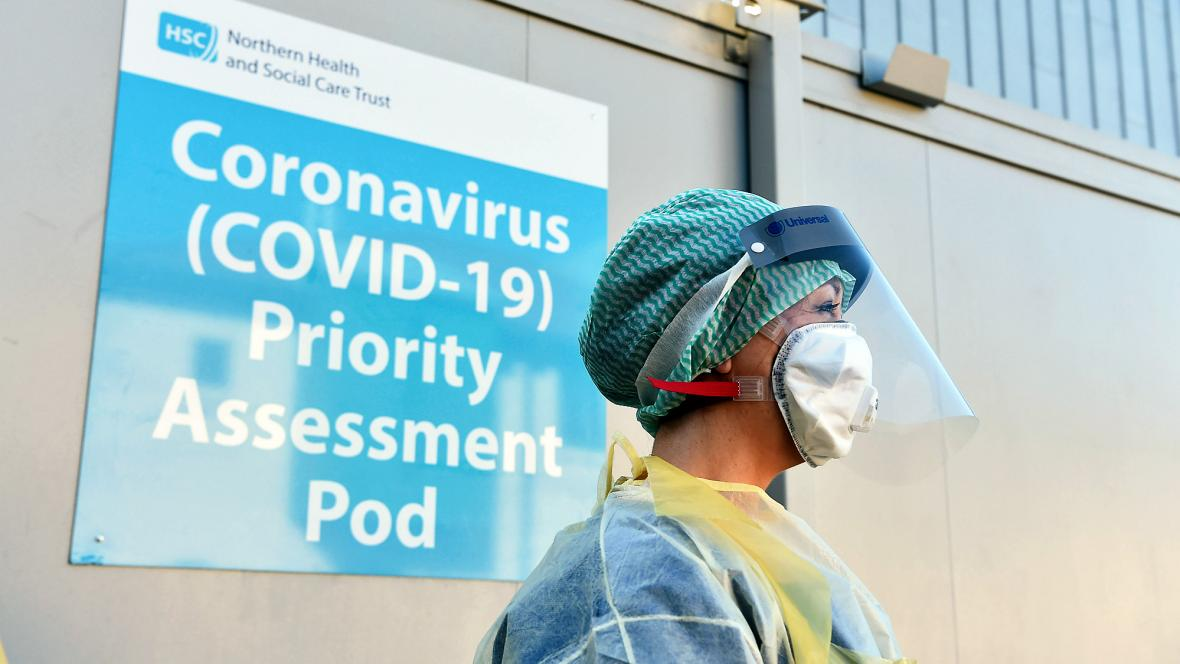 HSC
Northern Health
and Social Care Trust
Coronavirus
(COVID-19)
Priority
Assessment
Pod
Universal